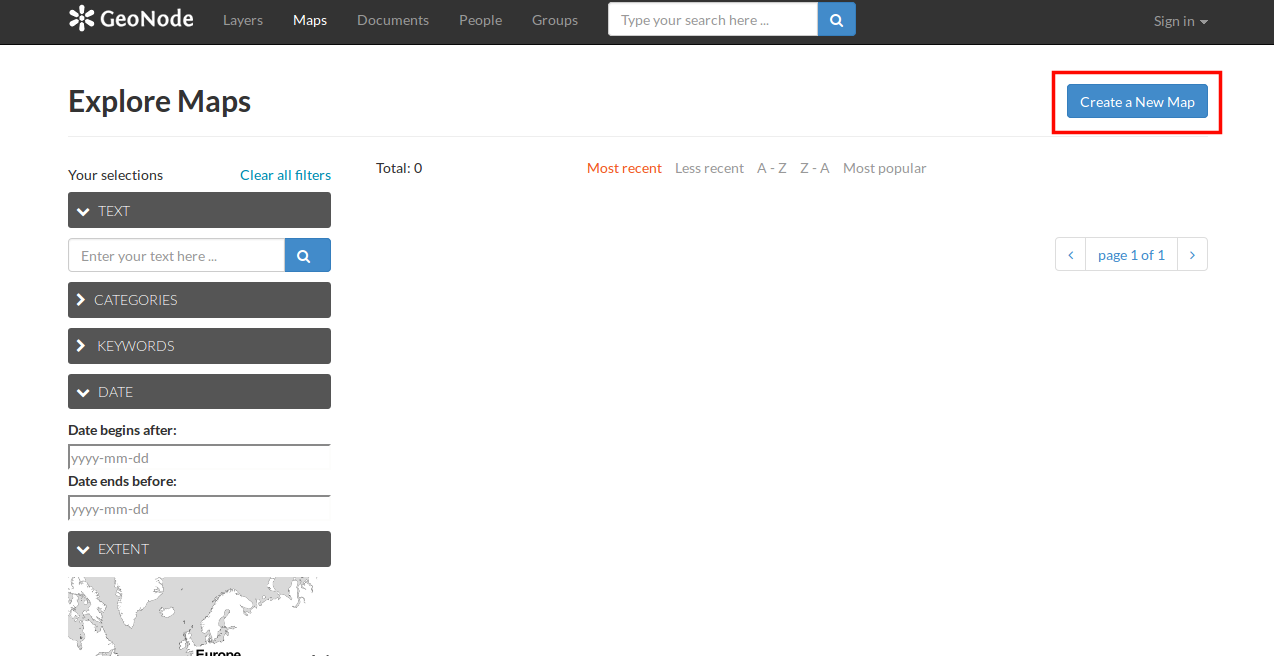 GeoNode Layers Maps Documents People Groups Type your search here ... Sign in
Explore Maps Create a New Map
Your selections Clear all filters
Total: 0 Most recent Less recent A - Z Z - A Most popular
TEXT
Enter your text here ...
page 1 of 1
CATEGORIES
KEYWORDS
DATE
Date begins after:
yyyy-mm-dd
Date ends before:
yyyy-mm-dd
EXTENT
Europe